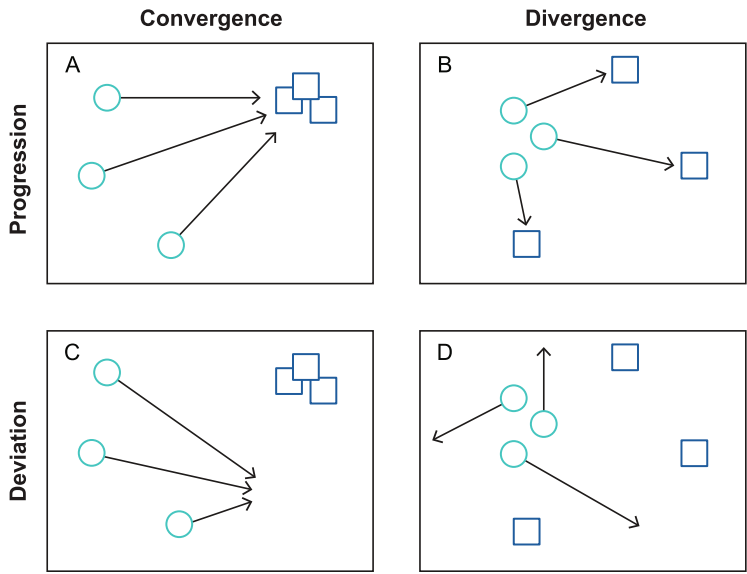 Convergence
Divergence
Progression
A
B
Deviation
C
D